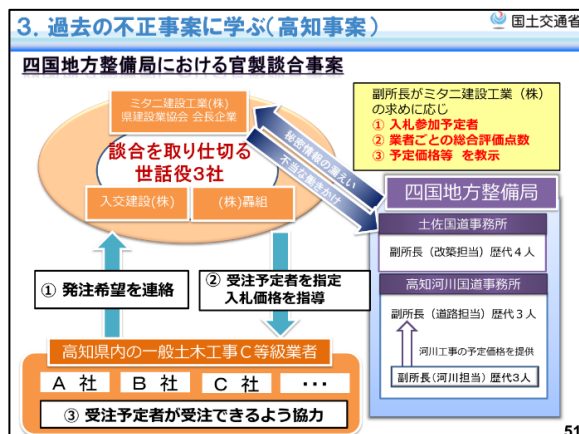 3. 過去の不正事案に学ぶ(高知事案)
国土交通省
四国地方整備局における官製談合事案
ミタニ建設工業(株)
県建設業協会 会長企業
談合を取り仕切る
世話役3社
入交建設(株)
(株)轟組
秘密情報の漏えい
不当な働きかけ
副所長がミタニ建設工業(株)
の求めに応じ
① 入札参加予定者
② 業者ごとの総合評価点数
③ 予定価格等 を教示
四国地方整備局
土佐国道事務所
副所長(改築担当)歴代4人
高知河川国道事務所
副所長(道路担当)歴代3人
河川工事の予定価格を提供
副所長(河川担当)歴代3人
① 発注希望を連絡
② 受注予定者を指定
入札価格を指導
高知県内の一般土木工事C等級業者
A 社
B 社
C 社
・・・
③ 受注予定者が受注できるよう協力
51